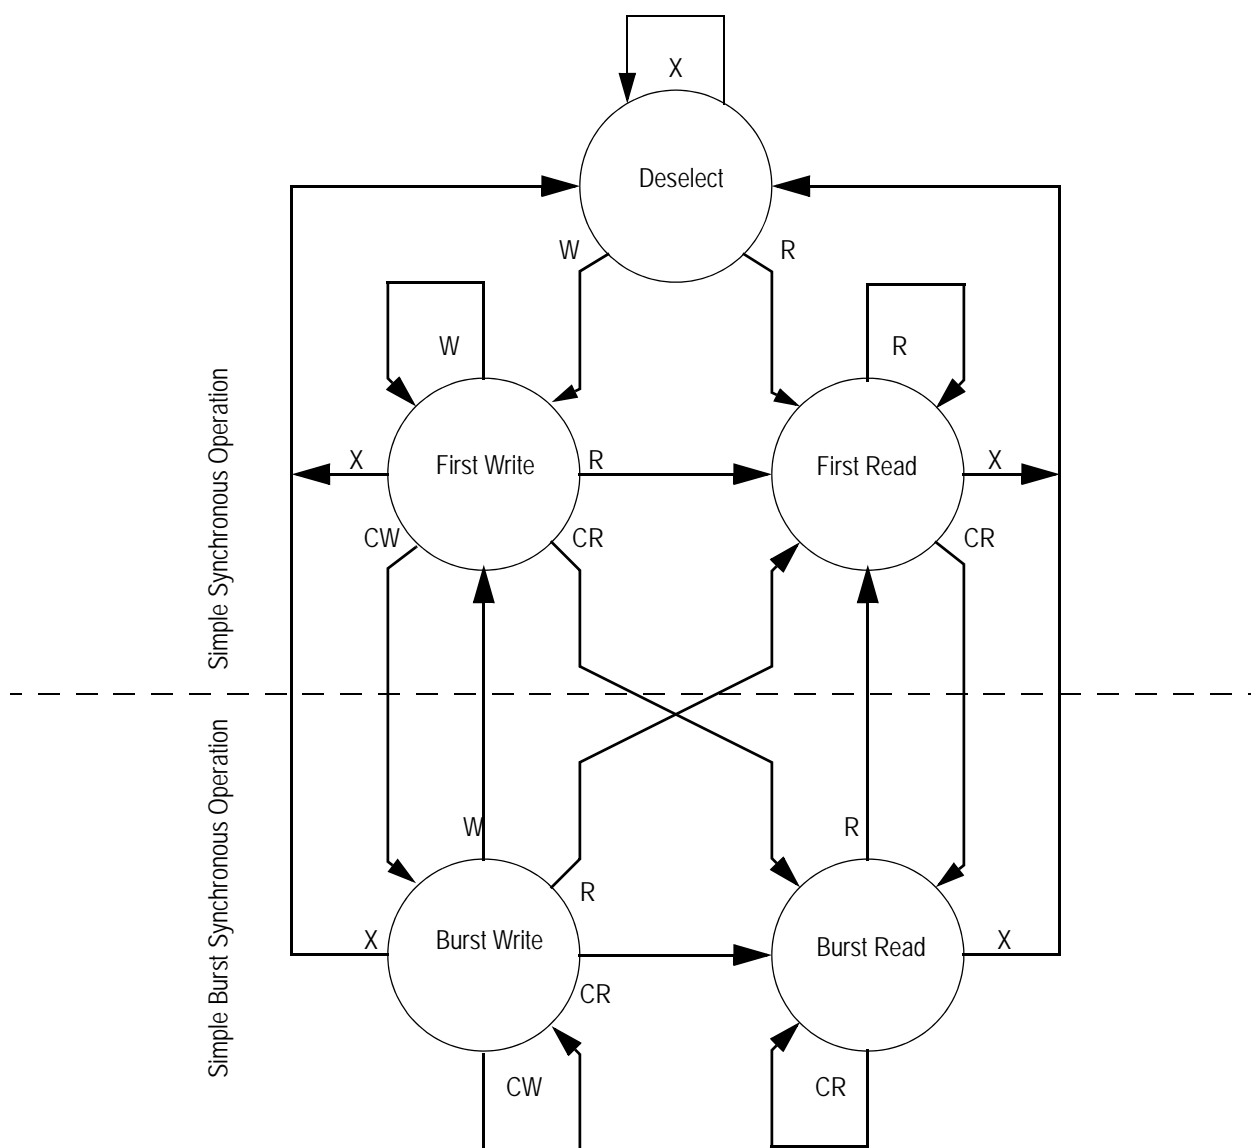 X
Deselect
W
R
W
R
Simple Synchronous Operation
X
First Write
R
First Read
X
CW
CR
CR
Simple Burst Synchronous Operation
W
R
R
X
Burst Write
Burst Read
X
CR
CW
CR